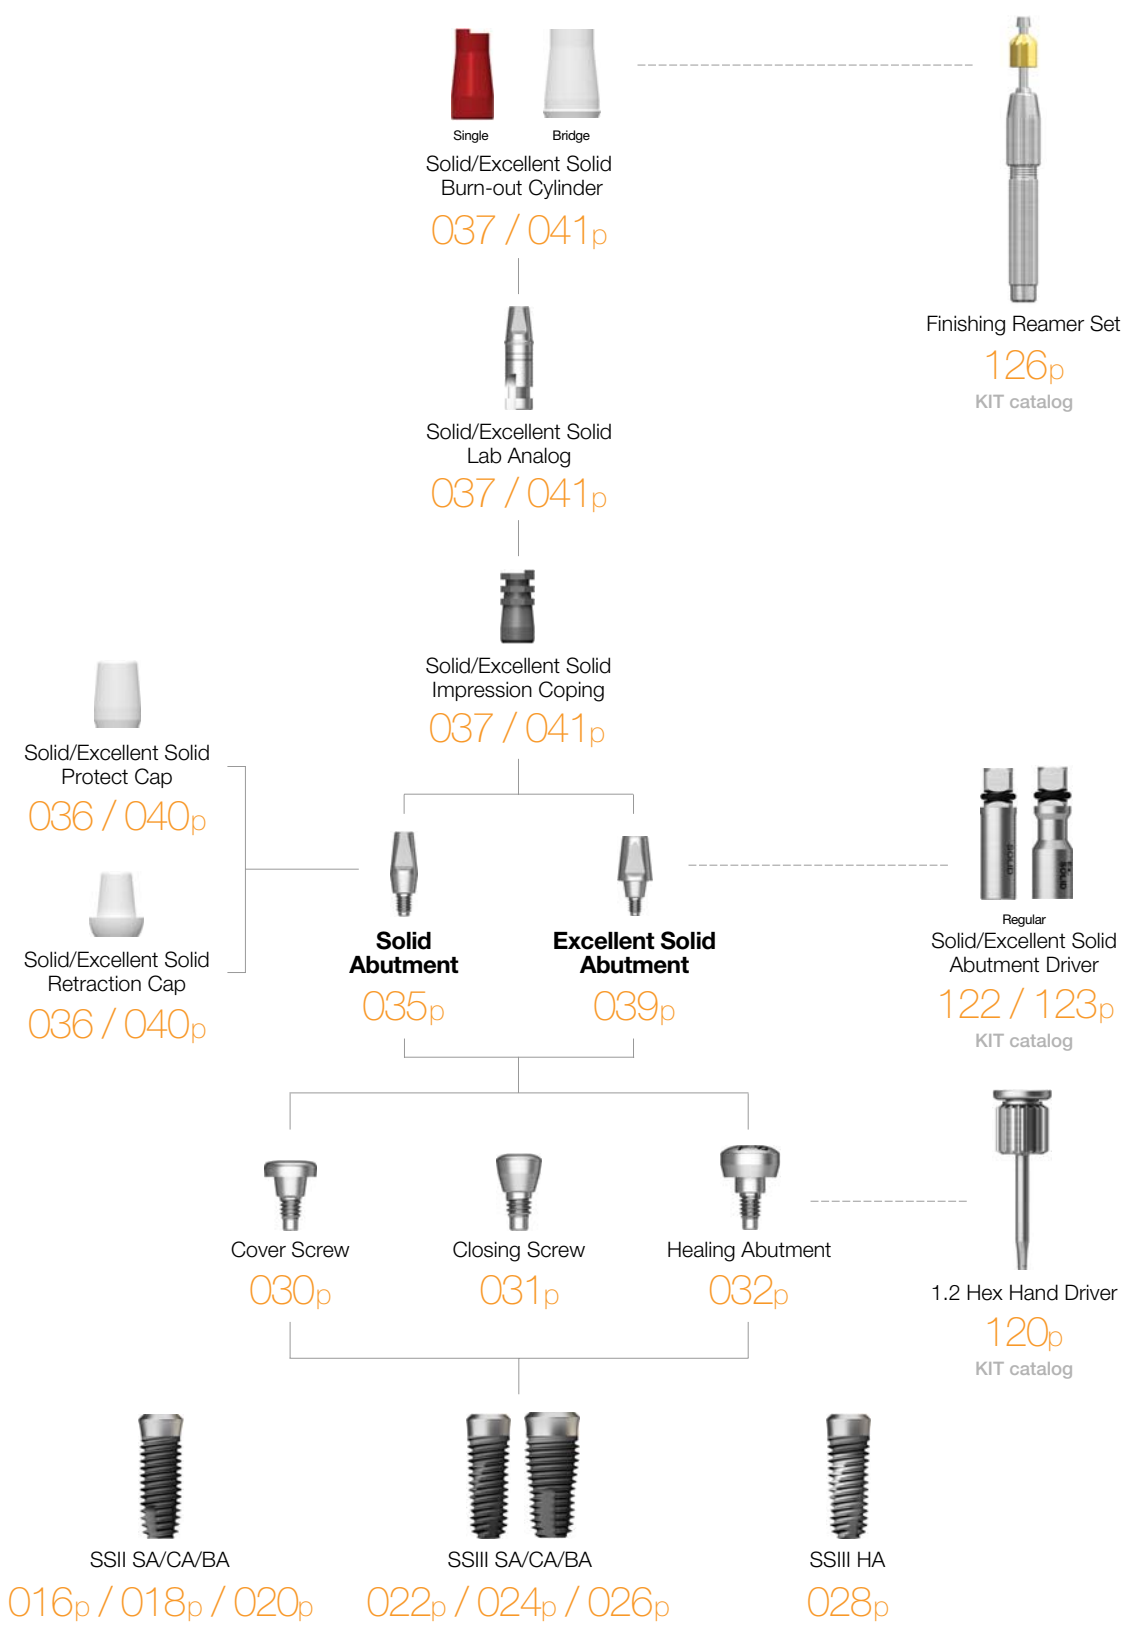 Single
Bridge
Solid/Excellent Solid
Burn-out Cylinder
037 / 041p
Finishing Reamer Set
126p
KIT catalog
Solid/Excellent Solid
Lab Analog
037 / 041p
Solid/Excellent Solid
Impression Coping
037 / 041p
Solid/Excellent Solid
Protect Cap
036 / 040p
Solid/Excellent Solid
Retraction Cap
036 / 040p
Solid
Abutment
035p
Excellent Solid
Abutment
039p
SOLID
Ex.
SOLID
Regular
Solid/Excellent Solid
Abutment Driver
122 / 123p
KIT catalog
Cover Screw
030p
Closing Screw
031p
Healing Abutment
032p
1.2 Hex Hand Driver
120p
KIT catalog
SSII SA/CA/BA
016p / 018p / 020p
SSIII SA/CA/BA
022p / 024p / 026p
SSIII HA
028p